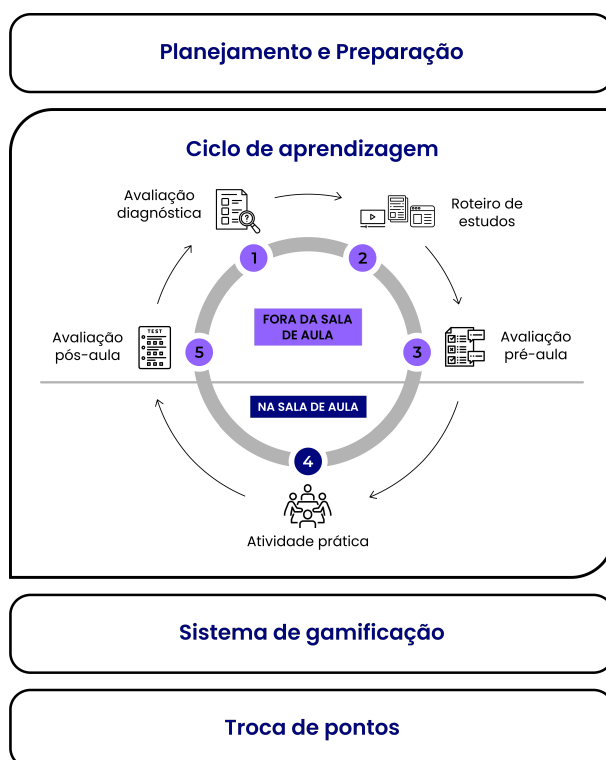 Planejamento e Preparação
Ciclo de aprendizagem
Avaliação
diagnóstica
Roteiro de
estudos
1
2
FORA DA SALA
DE AULA
Avaliação
pós-aula
TEST
5
3
Avaliação
pré-aula
NA SALA DE AULA
4
Atividade prática
Sistema de gamificação
Troca de pontos